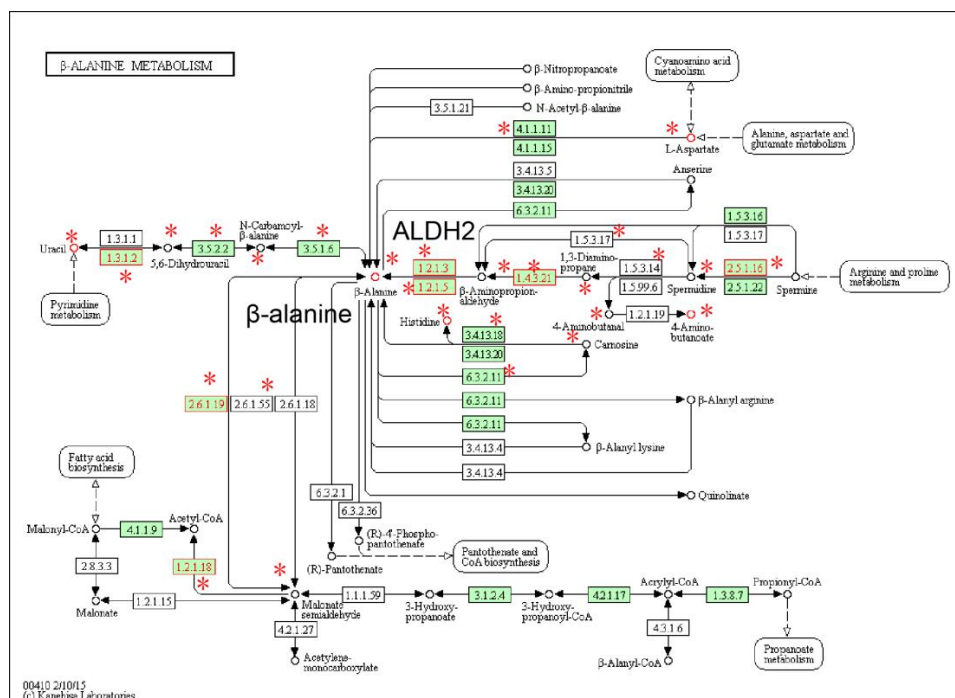 β-ALANINE METABOLISM
β-Nitropropanoate
β-Amino-propionitrile
3.5.1.21
N-Acetyl-β-alanine
Cyanoamino acid
metabolism
*
4.1.1.11
4.1.1.15
*
L-Aspartate
Alanine, aspartate and
glutamate metabolism
3.4.13.5
3.4.13.20
6.3.2.11
Anserine
ALDH2
*
Uracil
1.3.1.1
1.3.1.2
*
*
5,6-Dihydrouracil
*
3.5.2.2
N-Carbamoyl-
β-alanine
*
*
3.5.1.6
Pyrimidine
metabolism
*
β-Alanine
*
1.2.1.3
*
1.2.1.5
β-Aminopropion-
aldehyde
*
*
1.4.3.21
1.5.3.17
*
1,3-Diamino-
propane
*
1.5.3.14
1.5.99.6
*
Spermidine
1.5.3.16
1.5.3.17
2.5.1.16
*
2.5.1.22
Spermine
Arginine and proline
metabolism
*
4-Aminobutanal
1.2.1.19
*
4-Amino-
butanoate
β-alanine
Histidine
*
*
3.4.13.18
3.4.13.20
*
Carnosine
6.3.2.11
*
6.3.2.11
β-Alanyl arginine
6.3.2.11
β-Alanyl lysine
3.4.13.4
3.4.13.4
Quinolinate
*
*
2.6.1.19
2.6.1.55
2.6.1.18
Fatty acid
biosynthesis
Malonyl-CoA
4.1.1.9
Acetyl-CoA
2.8.3.3
1.2.1.18
*
Malonate
1.2.1.15
6.3.2.1
6.3.2.36
(R)-4'-Phospho-
pantothenate
(R)-Pantothenate
Pantothenate and
CoA biosynthesis
*
Malonate
semialdehyde
1.1.1.59
3-Hydroxy-
propanoate
3.1.2.4
3-Hydroxy-
propanoyl-CoA
4.2.1.17
Acrylyl-CoA
1.3.8.7
Propionyl-CoA
4.2.1.27
Acetylene-
monocarboxylate
4.3.1.6
β-Alanyl-CoA
Propanoate
metabolism
00410 2/10/15
(c) Kanehisa Laboratories